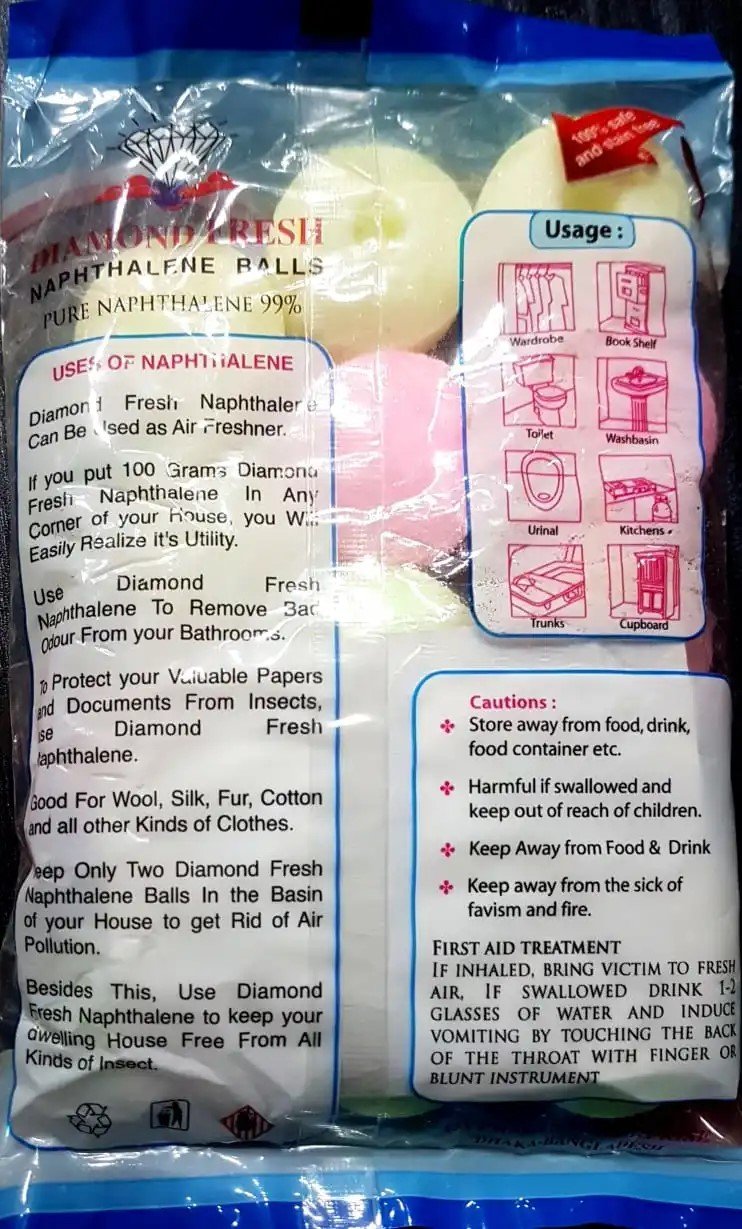 100% safe
and stain free
DIAMOND FRESH
NAPHTHALENE BALLS
PURE NAPHTHALENE 99%
USES OF NAPHTHALENE
Diamond Fresh Naphthalene
Can Be Used as Air Freshner.
If you put 100 Grams Diamond
Fresh Naphthalene In Any
Corner of your House, you Will
Easily Realize it's Utility.
Use Diamond Fresh
Naphthalene To Remove Bad
Odour From your Bathrooms.
To Protect your Valuable Papers
and Documents From Insects,
use Diamond Fresh
Naphthalene.
Good For Wool, Silk, Fur, Cotton
and all other Kinds of Clothes.
Keep Only Two Diamond Fresh
Naphthalene Balls In the Basin
of your House to get Rid of Air
Pollution.
Besides This, Use Diamond
Fresh Naphthalene to keep your
dwelling House Free From All
Kinds of Insect.
Usage :
Wardrobe
Book Shelf
Toilet
Washbasin
Urinal
Kitchens
Trunks
Cupboard
Cautions :
Store away from food, drink,
food container etc.
Harmful if swallowed and
keep out of reach of children.
Keep Away from Food & Drink
Keep away from the sick of
favism and fire.
FIRST AID TREATMENT
IF INHALED, BRING VICTIM TO FRESH
AIR, IF SWALLOWED DRINK 1-2
GLASSES OF WATER AND INDUCE
VOMITING BY TOUCHING THE BACK
OF THE THROAT WITH FINGER OR
BLUNT INSTRUMENT
DHAKA-BANGLADESH